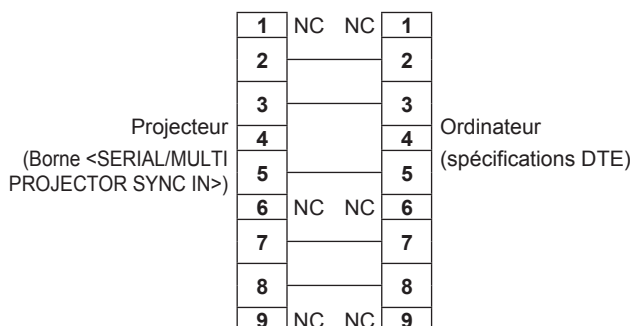 1 NC NC 1
2 2
3 3
Projecteur
(Borne <SERIAL/MULTI
PROJECTOR SYNC IN>)
4 4
Ordinateur
(spécifications DTE)
5 5
6 NC NC 6
7 7
8 8
9 NC NC 9